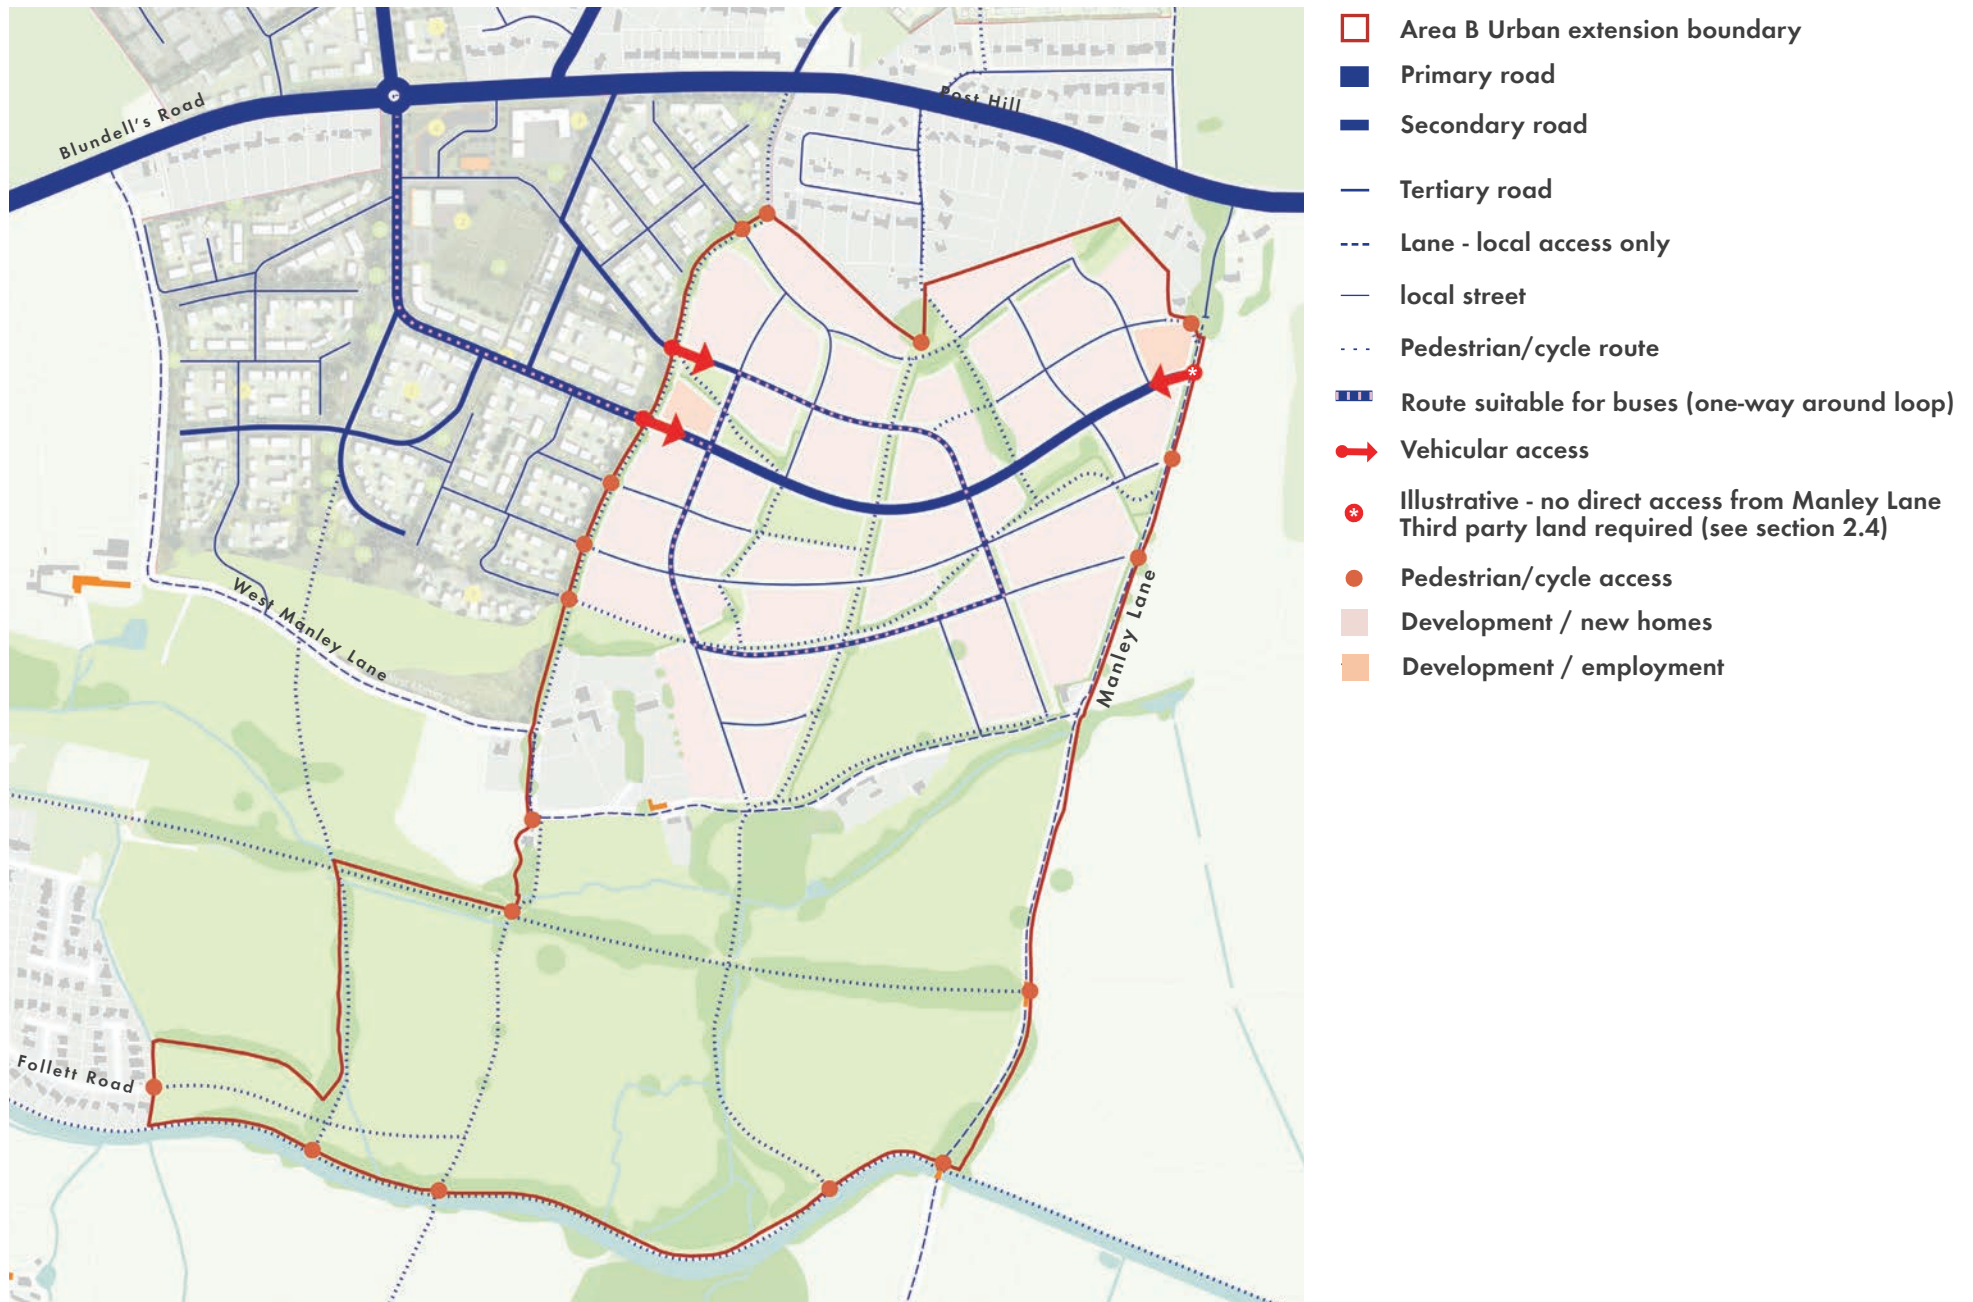 Blundell's Road
Post Hill
West Manley Lane
Manley Lane
Follett Road
Area B Urban extension boundary
Primary road
Secondary road
Tertiary road
Lane - local access only
local street
Pedestrian/cycle route
Route suitable for buses (one-way around loop)
Vehicular access
Illustrative - no direct access from Manley Lane
Third party land required (see section 2.4)
Pedestrian/cycle access
Development / new homes
Development / employment